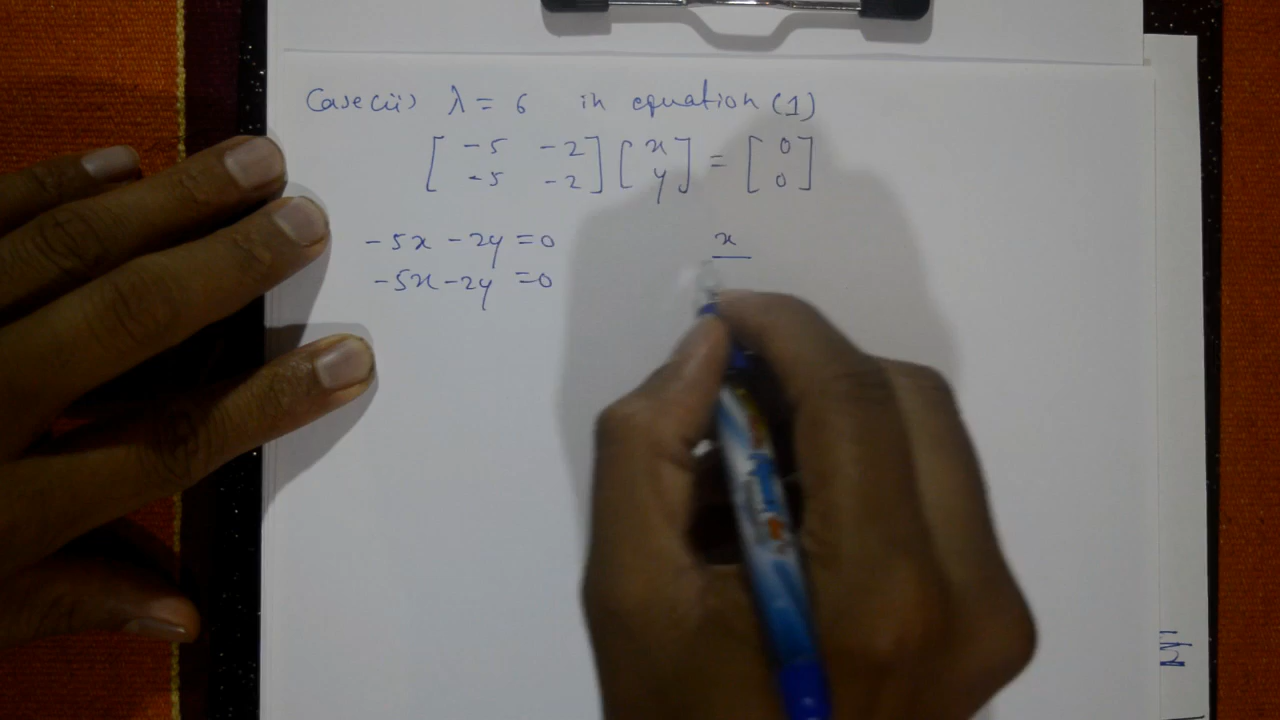 Case(ii) λ = 6 in equation (1)
[ -5 -2 ] [ x ] = [ 0 ]
[ -5 -2 ] [ y ] [ 0 ]
-5x - 2y = 0 x
-5x - 2y = 0